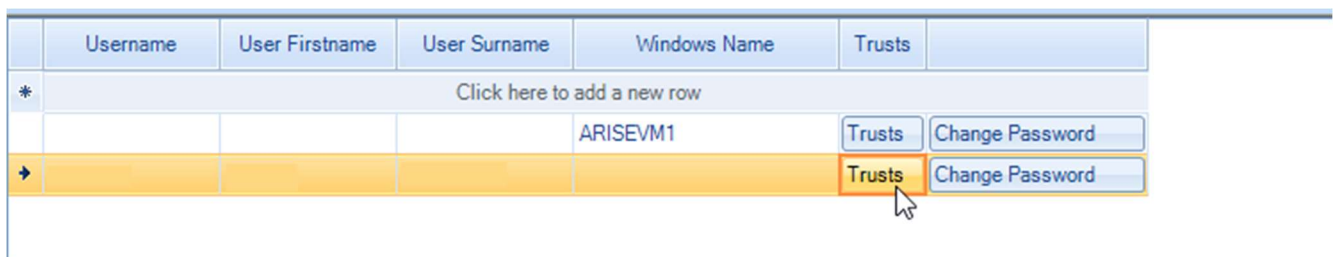 Username User Firstname User Surname Windows Name Trusts
Click here to add a new row
ARISEVM1 Trusts Change Password
Trusts Change Password